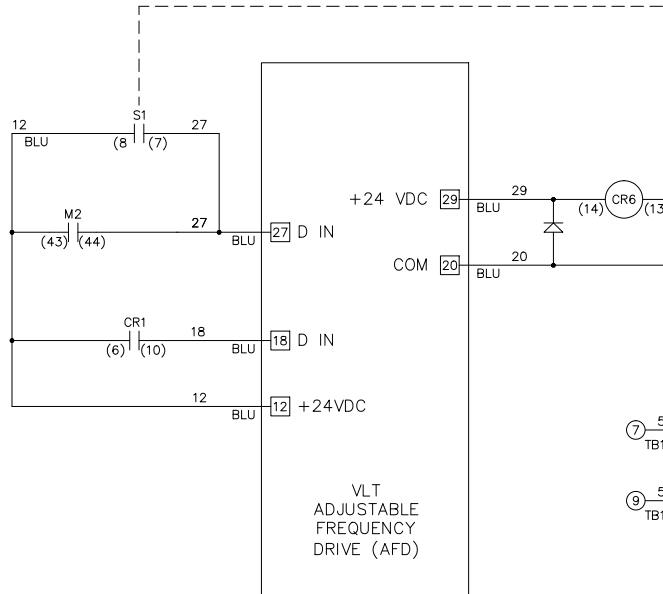 S1
12 27
BLU (8 (7)
+24 VDC 29 29
BLU (14) CR6 (13
M2
27
(43) (44) BLU 27 D IN
COM 20 20
BLU
CR1
18
(6) (10) BLU 18 D IN
12
BLU 12 +24VDC
7 5
TB1
VLT
ADJUSTABLE
FREQUENCY
DRIVE (AFD)
9 5
TB1